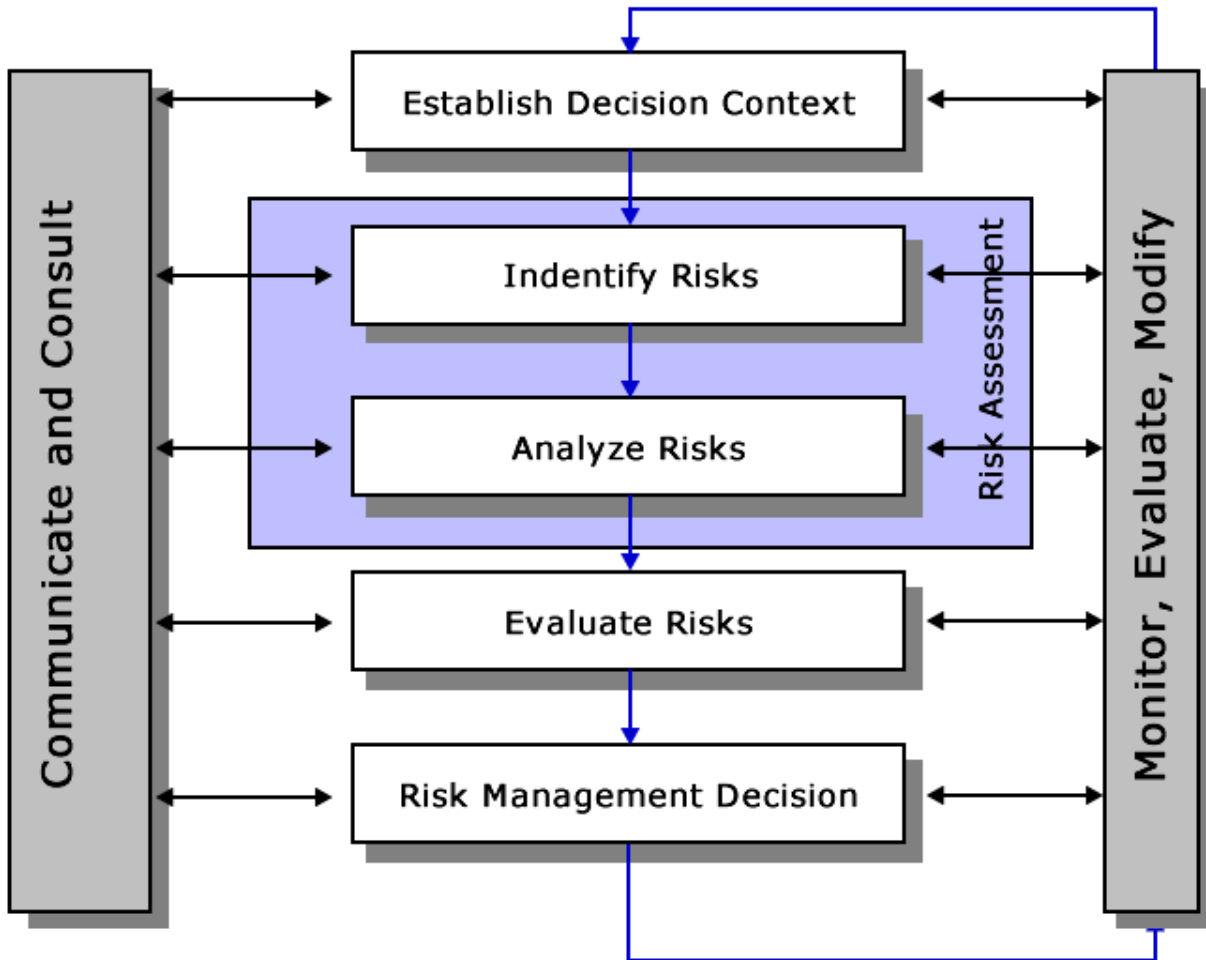 Establish Decision Context
Communicate and Consult
Indentify Risks
Risk Assessment
Analyze Risks
Evaluate Risks
Risk Management Decision
Monitor, Evaluate, Modify